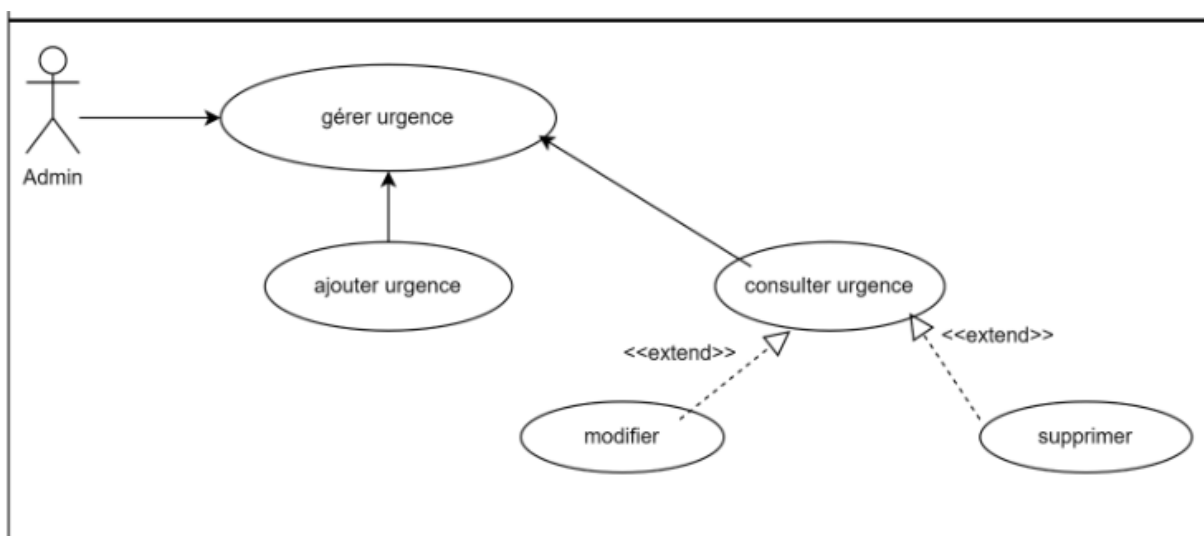 gérer urgence
Admin
ajouter urgence
consulter urgence
<<extend>>
<<extend>>
modifier
supprimer